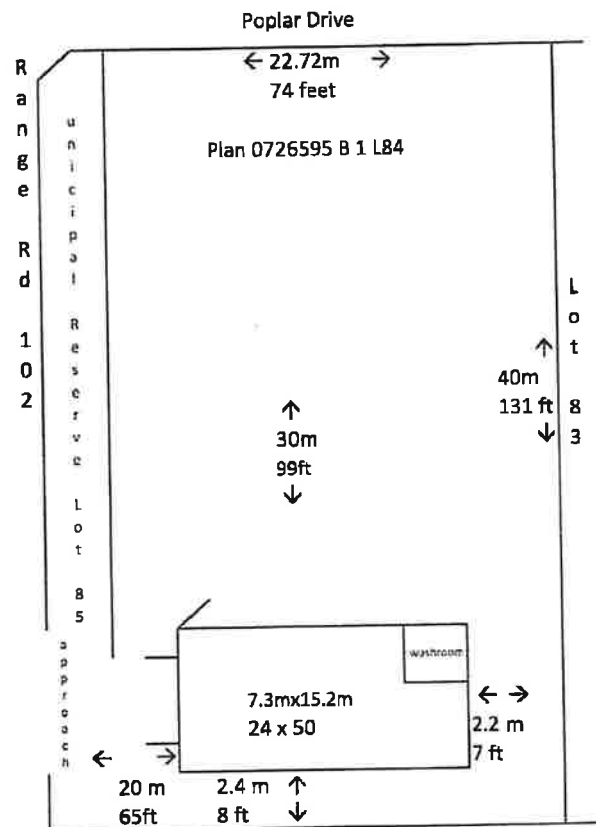 Poplar Drive
Range Rd 102
unicipal Reserve Lot 85
← 22.72m →
74 feet
Plan 0726595 B 1 L84
Lot 83
↑
40m
131 ft
↓
↑
30m
99ft
↓
approach
washroom
7.3mx15.2m
24 x 50
← →
2.2 m
7 ft
← →
20 m
65ft
2.4 m ↑
8 ft ↓